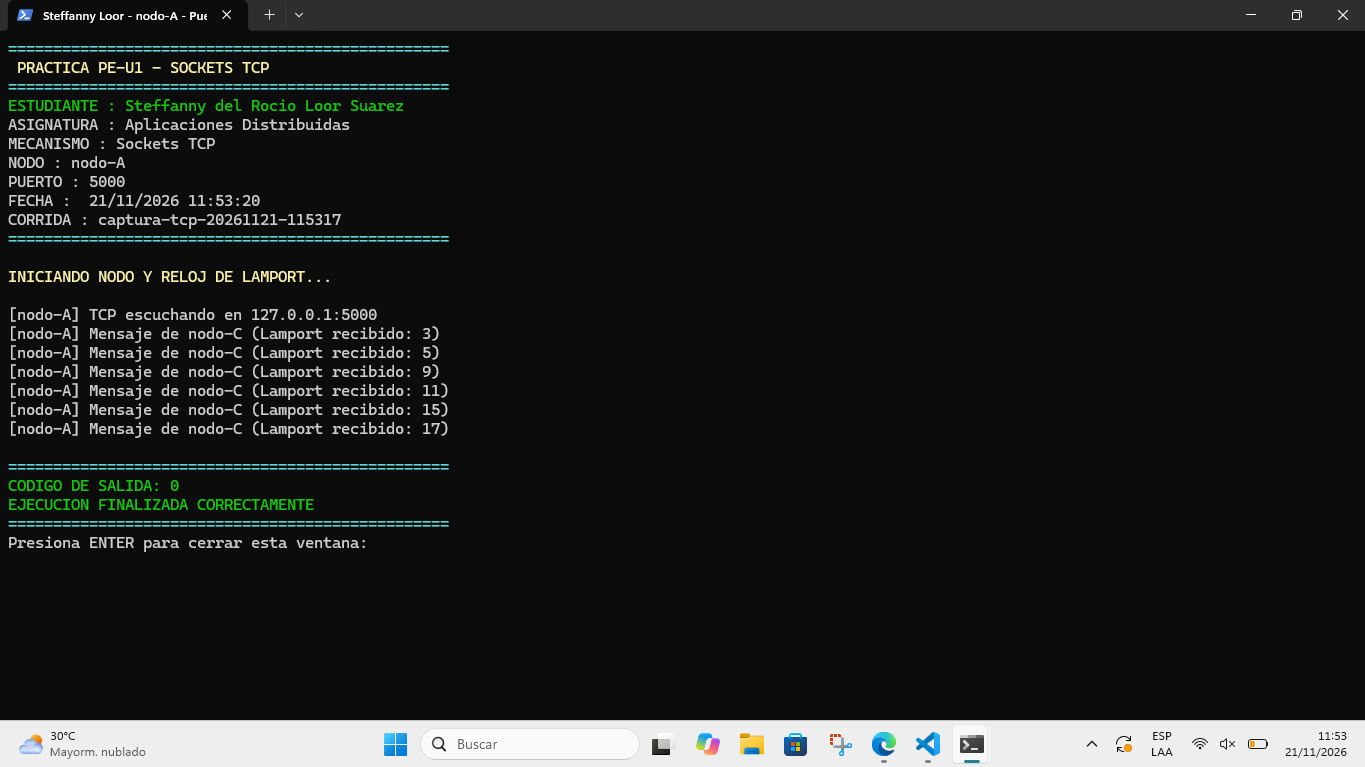 Steffanny Loor - nodo-A - Pue
==================================================
PRACTICA PE-U1 - SOCKETS TCP
==================================================
ESTUDIANTE : Steffanny del Rocio Loor Suarez
ASIGNATURA : Aplicaciones Distribuidas
MECANISMO : Sockets TCP
NODO : nodo-A
PUERTO : 5000
FECHA :  21/11/2026 11:53:20
CORRIDA : captura-tcp-20261121-115317
==================================================
INICIANDO NODO Y RELOJ DE LAMPORT...
[nodo-A] TCP escuchando en 127.0.0.1:5000
[nodo-A] Mensaje de nodo-C (Lamport recibido: 3)
[nodo-A] Mensaje de nodo-C (Lamport recibido: 5)
[nodo-A] Mensaje de nodo-C (Lamport recibido: 9)
[nodo-A] Mensaje de nodo-C (Lamport recibido: 11)
[nodo-A] Mensaje de nodo-C (Lamport recibido: 15)
[nodo-A] Mensaje de nodo-C (Lamport recibido: 17)
==================================================
CODIGO DE SALIDA: 0
EJECUCION FINALIZADA CORRECTAMENTE
==================================================
Presiona ENTER para cerrar esta ventana:
30°C
Mayorm. nublado
Buscar
ESP
LAA
11:53
21/11/2026